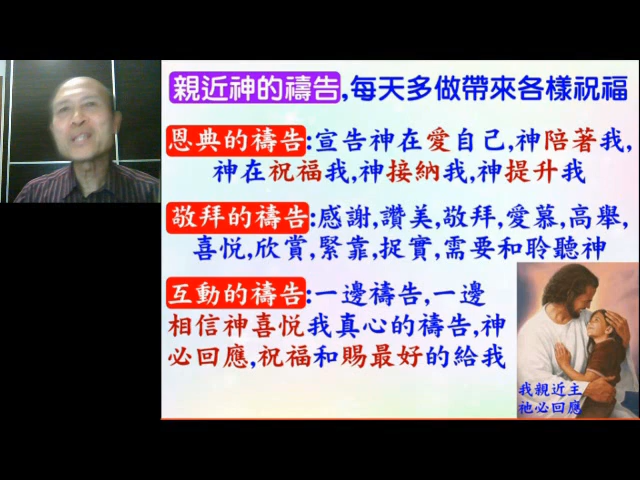 親近神的禱告,每天多做帶來各樣祝福
恩典的禱告:宣告神在愛自己,神陪著我,
神在祝福我,神接納我,神提升我
敬拜的禱告:感謝,讚美,敬拜,愛慕,高舉,
喜悅,欣賞,緊靠,捉實,需要和聆聽神
互動的禱告:一邊禱告,一邊
相信神喜悅我真心的禱告,神
必回應,祝福和賜最好的給我
我親近主
祂必回應